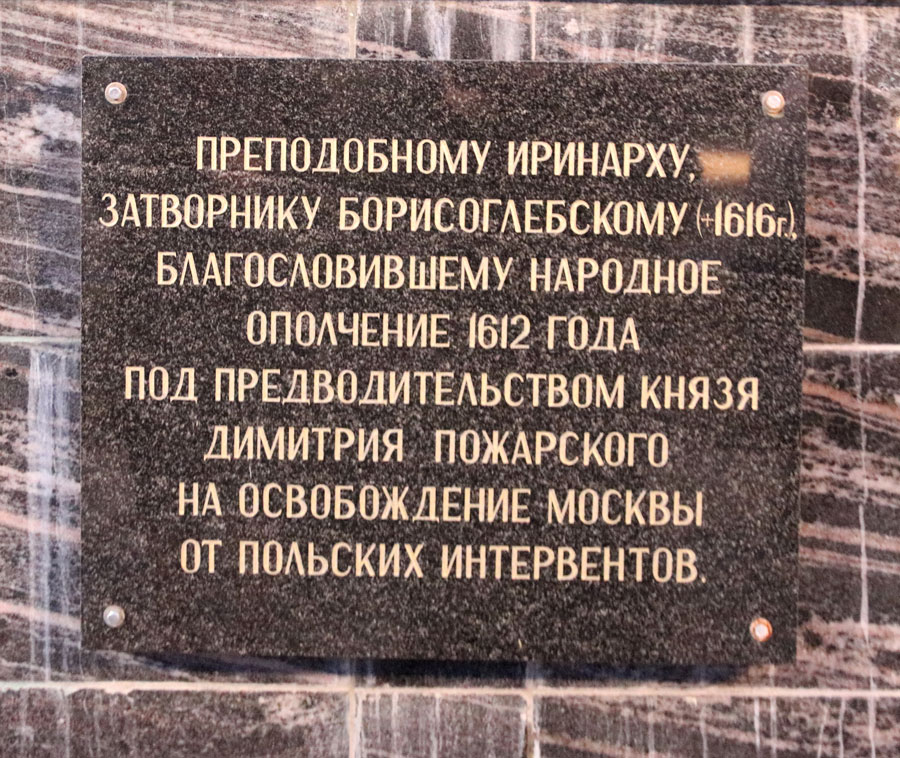 ПРЕПОДОБНОМУ ИРИНАРХУ,
ЗАТВОРНИКУ БОРИСОГЛЕБСКОМУ (+1616г.),
БЛАГОСЛОВИВШЕМУ НАРОДНОЕ
ОПОЛЧЕНИЕ 1612 ГОДА
ПОД ПРЕДВОДИТЕЛЬСТВОМ КНЯЗЯ
ДИМИТРИЯ ПОЖАРСКОГО
НА ОСВОБОЖДЕНИЕ МОСКВЫ
ОТ ПОЛЬСКИХ ИНТЕРВЕНТОВ.